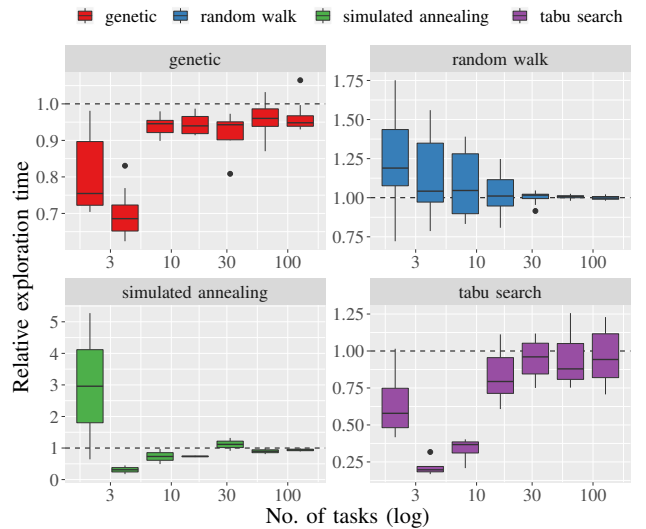 genetic random walk simulated annealing tabu search
Relative exploration time
genetic
1.0
0.9
0.8
0.7
3 10 30 100
random walk
1.75
1.50
1.25
1.00
0.75
3 10 30 100
simulated annealing
5
4
3
2
1
0
3 10 30 100
tabu search
1.25
1.00
0.75
0.50
0.25
3 10 30 100
No. of tasks (log)